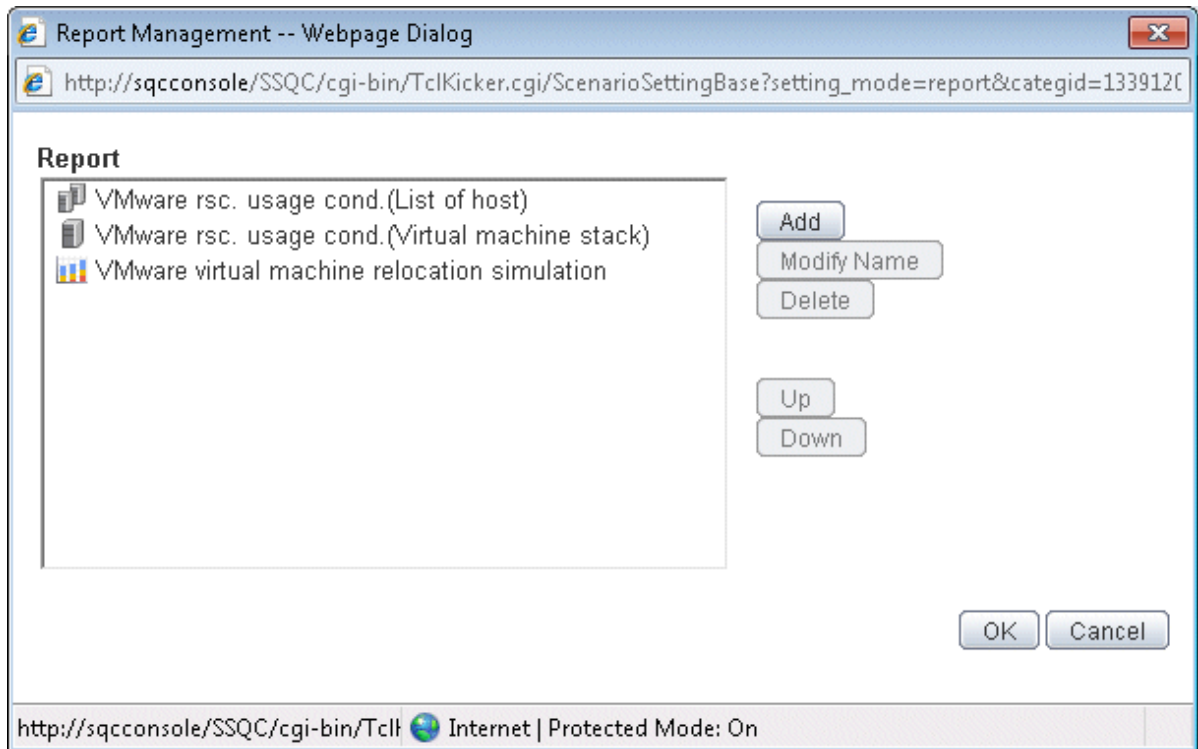 Report Management -- Webpage Dialog
http://sqcconsole/SSQC/cgi-bin/TclKicker.cgi/ScenarioSettingBase?setting_mode=report&categid=1339120
Report
VMware rsc. usage cond.(List of host)
VMware rsc. usage cond.(Virtual machine stack)
VMware virtual machine relocation simulation
Add
Modify Name
Delete
Up
Down
OK Cancel
http://sqcconsole/SSQC/cgi-bin/Tclk Internet | Protected Mode: On